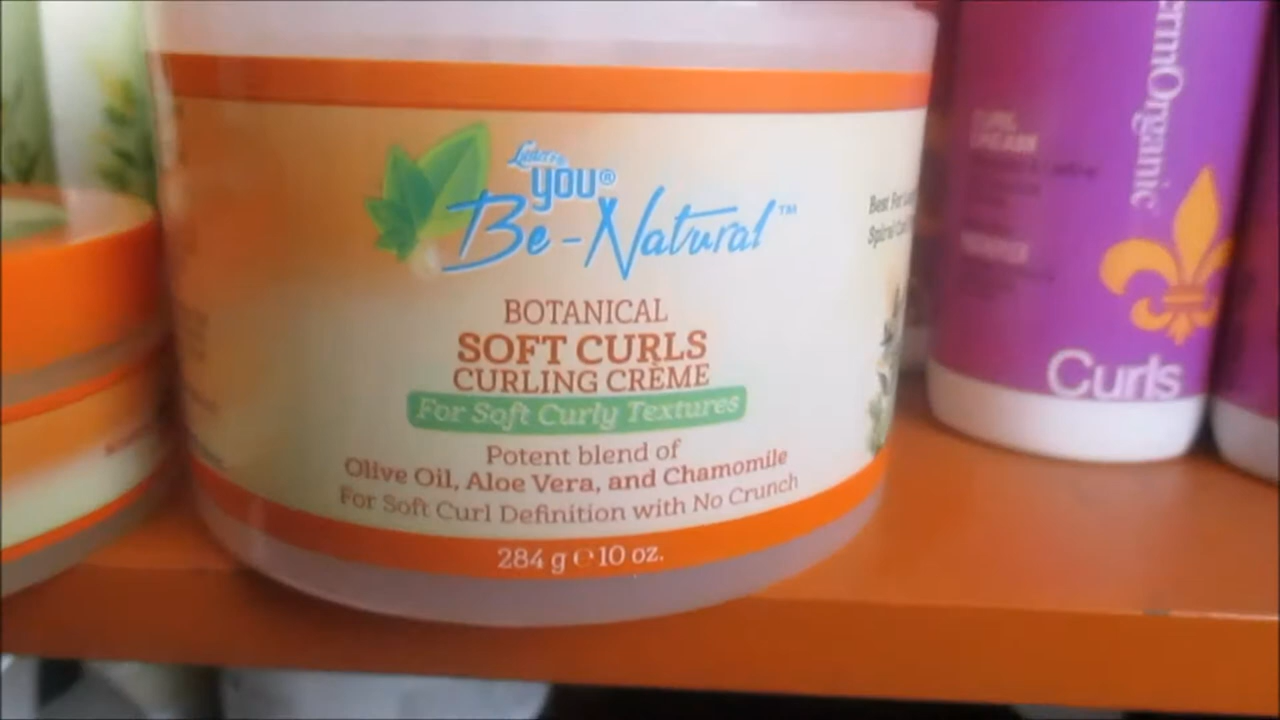 Luster's
YOU®
Be-Natural™
BOTANICAL
SOFT CURLS
CURLING CRÈME
For Soft Curly Textures
Potent blend of
Olive Oil, Aloe Vera, and Chamomile
For Soft Curl Definition with No Crunch
284 g ℮ 10 oz.
Best For
Spiral
ermOrganic
Curls